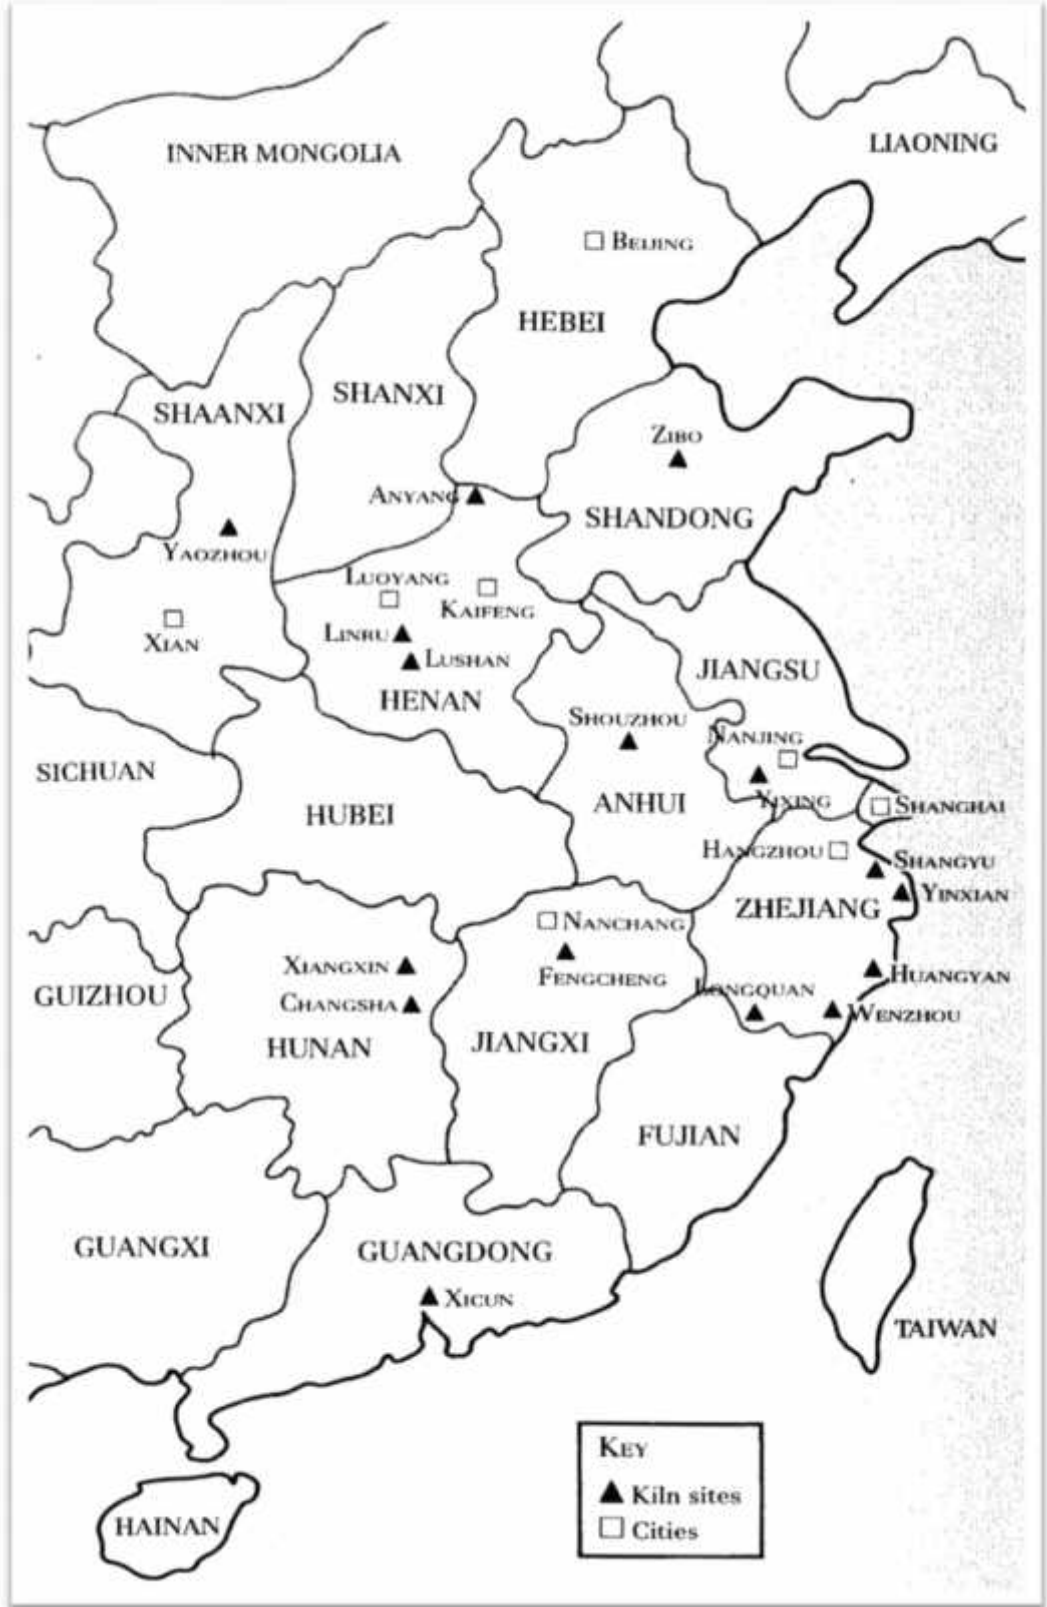 INNER MONGOLIA
LIAONING
BEIJING
HEBEI
SHANXI
SHAANXI
ZIBO
ANYANG
SHANDONG
YAOZHOU
LUOYANG
KAIFENG
XIAN
LINRU
LUSHAN
JIANGSU
HENAN
SHOUZHOU
NANJING
SICHUAN
YIXING
ANHUI
SHANGHAI
HUBEI
HANGZHOU
SHANGYU
YINXIAN
ZHEJIANG
NANCHANG
XIANGXIN
FENGCHENG
HUANGYAN
GUIZHOU
LONGQUAN
CHANGSHA
WENZHOU
HUNAN
JIANGXI
FUJIAN
GUANGXI
GUANGDONG
XICUN
TAIWAN
KEY
Kiln sites
Cities
HAINAN